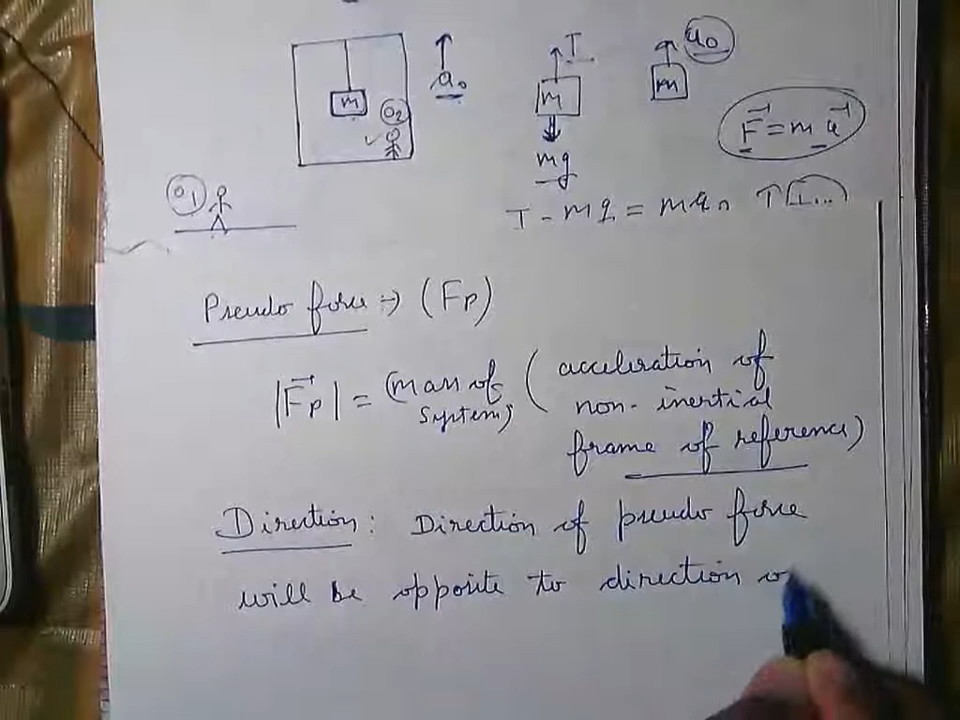 m
O2
a₀
T
m
mg
a₀
m
F⃗ = m a⃗
O1
T - mg = ma₀ T(I...)
Pseudo force :→ (Fp)
|F⃗p| = (mass of system) (acceleration of
non-inertial
frame of reference)
Direction : Direction of pseudo force
will be opposite to direction